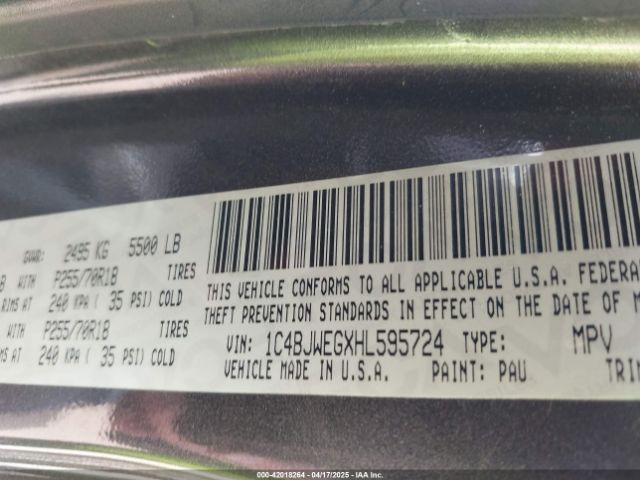 GVWR: 2495 KG 5500 LB
WITH P255/70R18 TIRES
RIMS AT 240 KPA ( 35 PSI) COLD
WITH P255/70R18 TIRES
RIMS AT 240 KPA ( 35 PSI) COLD
THIS VEHICLE CONFORMS TO ALL APPLICABLE U.S.A. FEDERAL
THEFT PREVENTION STANDARDS IN EFFECT ON THE DATE OF M
VIN: 1C4BJWEGXHL595724 TYPE: MPV
VEHICLE MADE IN U.S.A. PAINT: PAU TRIM
000-42018264 - 04/17/2025 - IAA Inc.